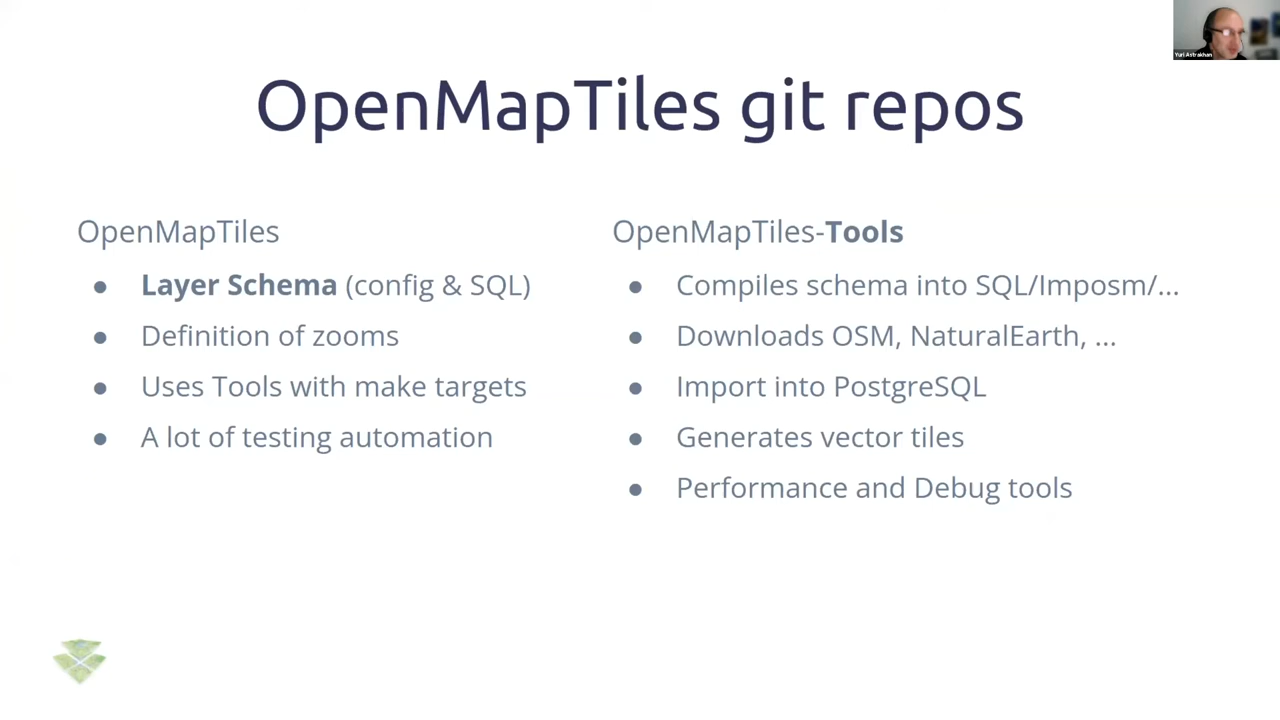 Yuri Astrakhan
OpenMapTiles git repos
OpenMapTiles
● Layer Schema (config & SQL)
● Definition of zooms
● Uses Tools with make targets
● A lot of testing automation
OpenMapTiles-Tools
● Compiles schema into SQL/Imposm/...
● Downloads OSM, NaturalEarth, ...
● Import into PostgreSQL
● Generates vector tiles
● Performance and Debug tools